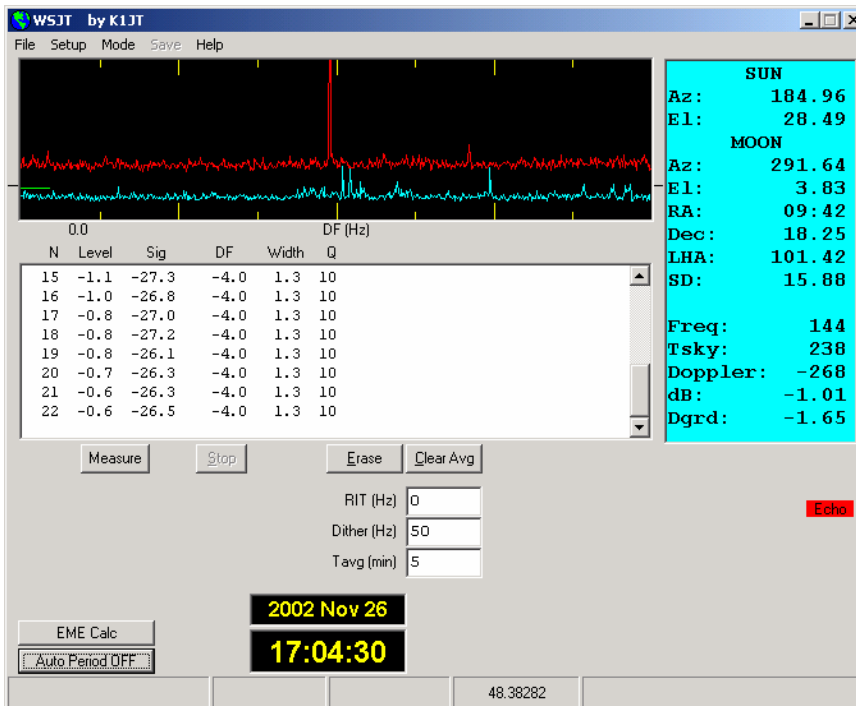 WSJT by K1JT
File Setup Mode Save Help
0.0 DF (Hz)
N Level Sig DF Width Q
15 -1.1 -27.3 -4.0 1.3 10
16 -1.0 -26.8 -4.0 1.3 10
17 -0.8 -27.0 -4.0 1.3 10
18 -0.8 -27.2 -4.0 1.3 10
19 -0.8 -26.1 -4.0 1.3 10
20 -0.7 -26.3 -4.0 1.3 10
21 -0.6 -26.3 -4.0 1.3 10
22 -0.6 -26.5 -4.0 1.3 10
SUN
Az: 184.96
El: 28.49
MOON
Az: 291.64
El: 3.83
RA: 09:42
Dec: 18.25
LHA: 101.42
SD: 15.88
Freq: 144
Tsky: 238
Doppler: -268
dB: -1.01
Dgrd: -1.65
Measure Stop Erase Clear Avg
RIT (Hz) 0
Dither (Hz) 50
Tavg (min) 5
Echo
2002 Nov 26
EME Calc
17:04:30
Auto Period OFF
48.38282